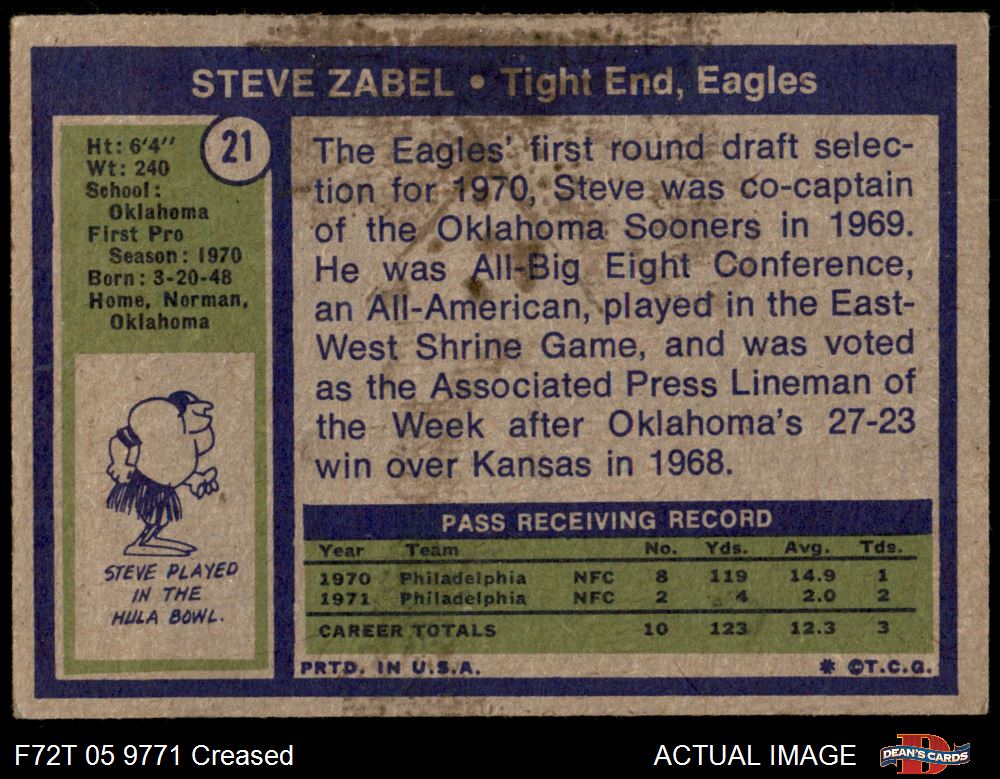 STEVE ZABEL • Tight End, Eagles
21
Ht: 6'4"
Wt: 240
School:
Oklahoma
First Pro
Season: 1970
Born: 3-20-48
Home, Norman,
Oklahoma
STEVE PLAYED
IN THE
HULA BOWL.
The Eagles' first round draft selec-
tion for 1970, Steve was co-captain
of the Oklahoma Sooners in 1969.
He was All-Big Eight Conference,
an All-American, played in the East-
West Shrine Game, and was voted
as the Associated Press Lineman of
the Week after Oklahoma's 27-23
win over Kansas in 1968.
PASS RECEIVING RECORD
Year Team No. Yds. Avg. Tds.
1970 Philadelphia NFC 8 119 14.9 1
1971 Philadelphia NFC 2 4 2.0 2
CAREER TOTALS 10 123 12.3 3
PRTD. IN U.S.A. * ©T.C.G.
F72T 05 9771 Creased ACTUAL IMAGE DEAN'S CARDS